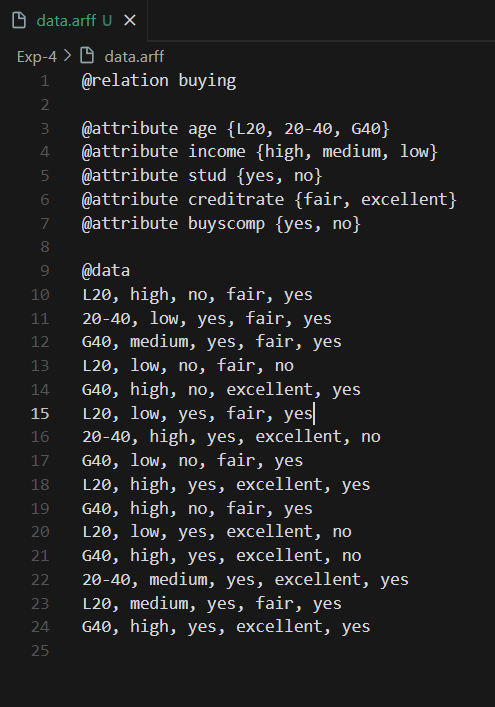 data.arff U ×
Exp-4 > data.arff
1 @relation buying
2
3 @attribute age {L20, 20-40, G40}
4 @attribute income {high, medium, low}
5 @attribute stud {yes, no}
6 @attribute creditrate {fair, excellent}
7 @attribute buyscomp {yes, no}
8
9 @data
10 L20, high, no, fair, yes
11 20-40, low, yes, fair, yes
12 G40, medium, yes, fair, yes
13 L20, low, no, fair, no
14 G40, high, no, excellent, yes
15 L20, low, yes, fair, yes
16 20-40, high, yes, excellent, no
17 G40, low, no, fair, yes
18 L20, high, yes, excellent, yes
19 G40, high, no, fair, yes
20 L20, low, yes, excellent, no
21 G40, high, yes, excellent, no
22 20-40, medium, yes, excellent, yes
23 L20, medium, yes, fair, yes
24 G40, high, yes, excellent, yes
25